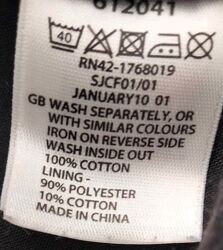 612041
40
RN42-1768019
SJCF01/01
JANUARY10 01
GB WASH SEPARATELY, OR
WITH SIMILAR COLOURS
IRON ON REVERSE SIDE
WASH INSIDE OUT
100% COTTON
LINING -
90% POLYESTER
10% COTTON
MADE IN CHINA